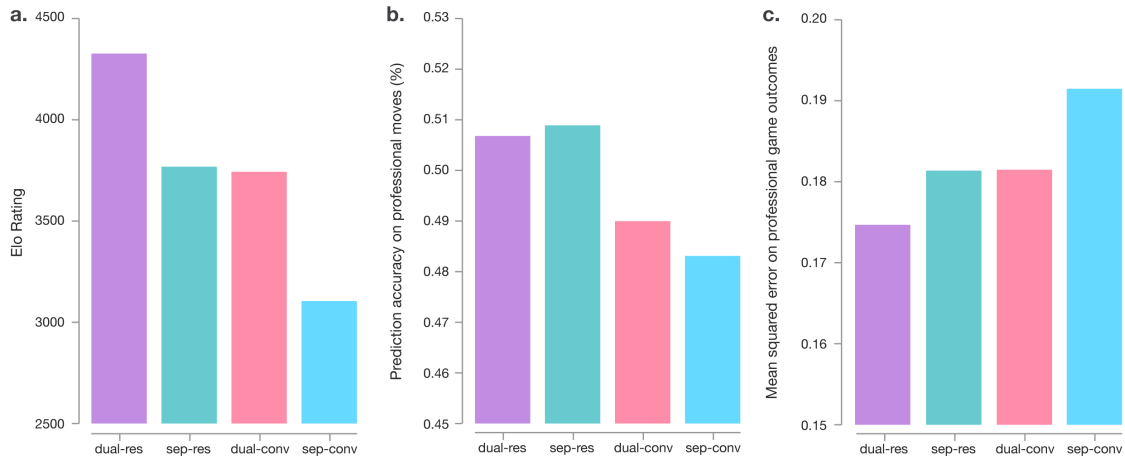 a.
Elo Rating
4500
4000
3500
3000
2500
dual-res
sep-res
dual-conv
sep-conv
b.
Prediction accuracy on professional moves (%)
0.53
0.52
0.51
0.50
0.49
0.48
0.47
0.46
0.45
dual-res
sep-res
dual-conv
sep-conv
c.
Mean squared error on professional game outcomes
0.20
0.19
0.18
0.17
0.16
0.15
dual-res
sep-res
dual-conv
sep-conv